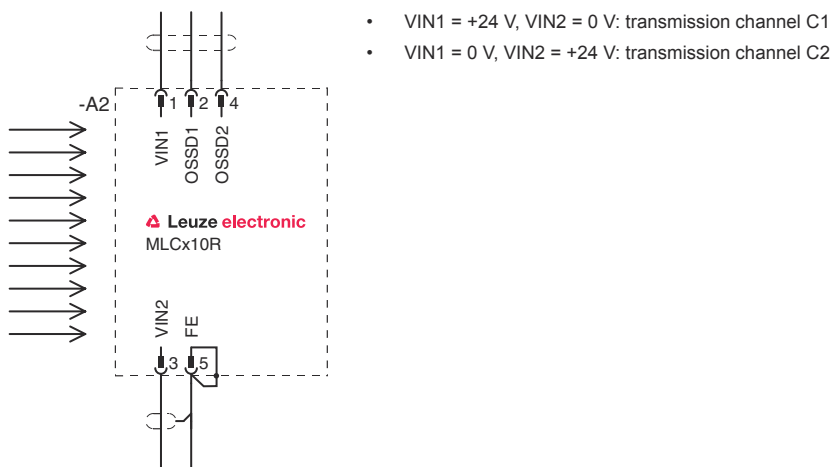 • VIN1 = +24 V, VIN2 = 0 V: transmission channel C1
• VIN1 = 0 V, VIN2 = +24 V: transmission channel C2
-A2
1 2 4
VIN1
OSSD1
OSSD2
Leuze electronic
MLCx10R
VIN2
FE
3 5